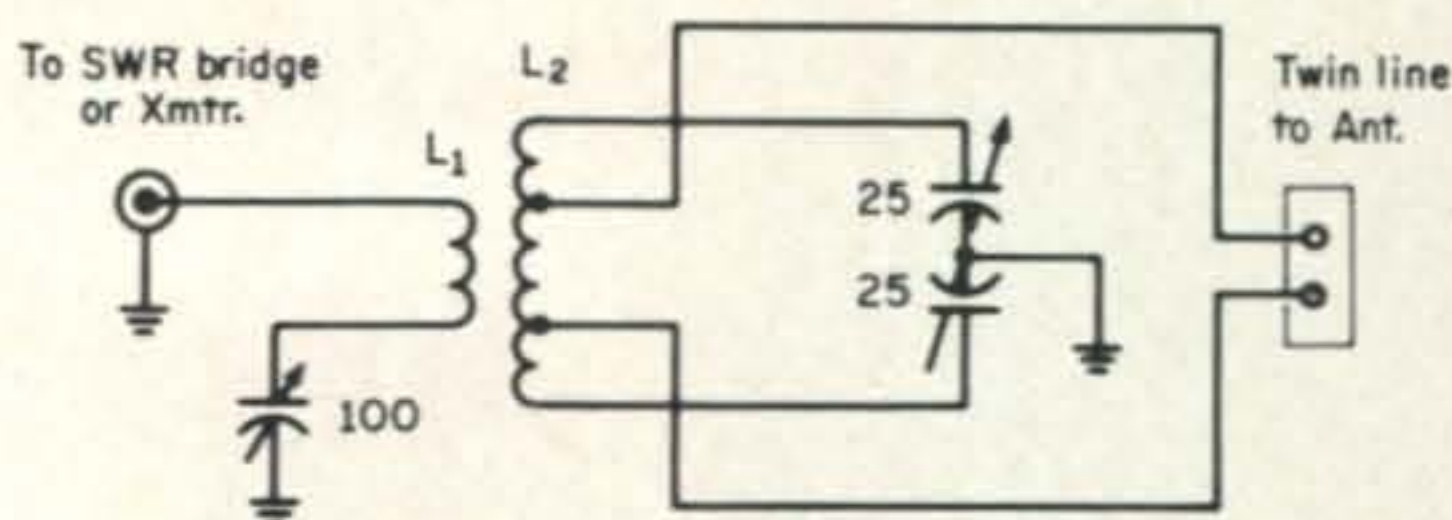 To SWR bridge
or Xmtr.
L1
L2
Twin line
to Ant.
25
25
100